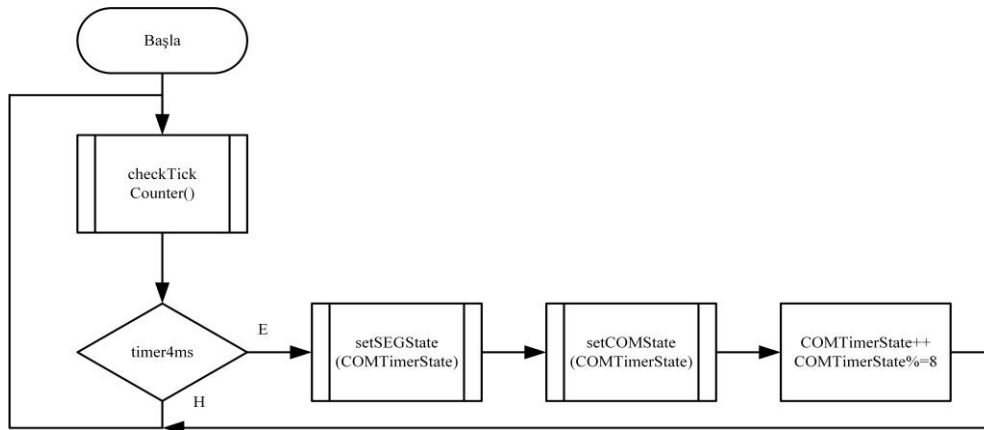 Başla
checkTick
Counter()
timer4ms
E
H
setSEGState
(COMTimerState)
setCOMState
(COMTimerState)
COMTimerState++
COMTimerState%=8